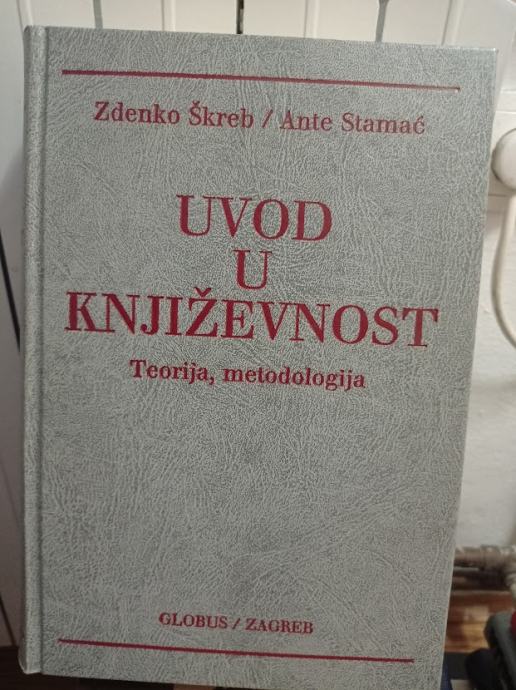 Zdenko Škreb / Ante Stamać
UVOD
U
KNJIŽEVNOST
Teorija, metodologija
GLOBUS / ZAGREB